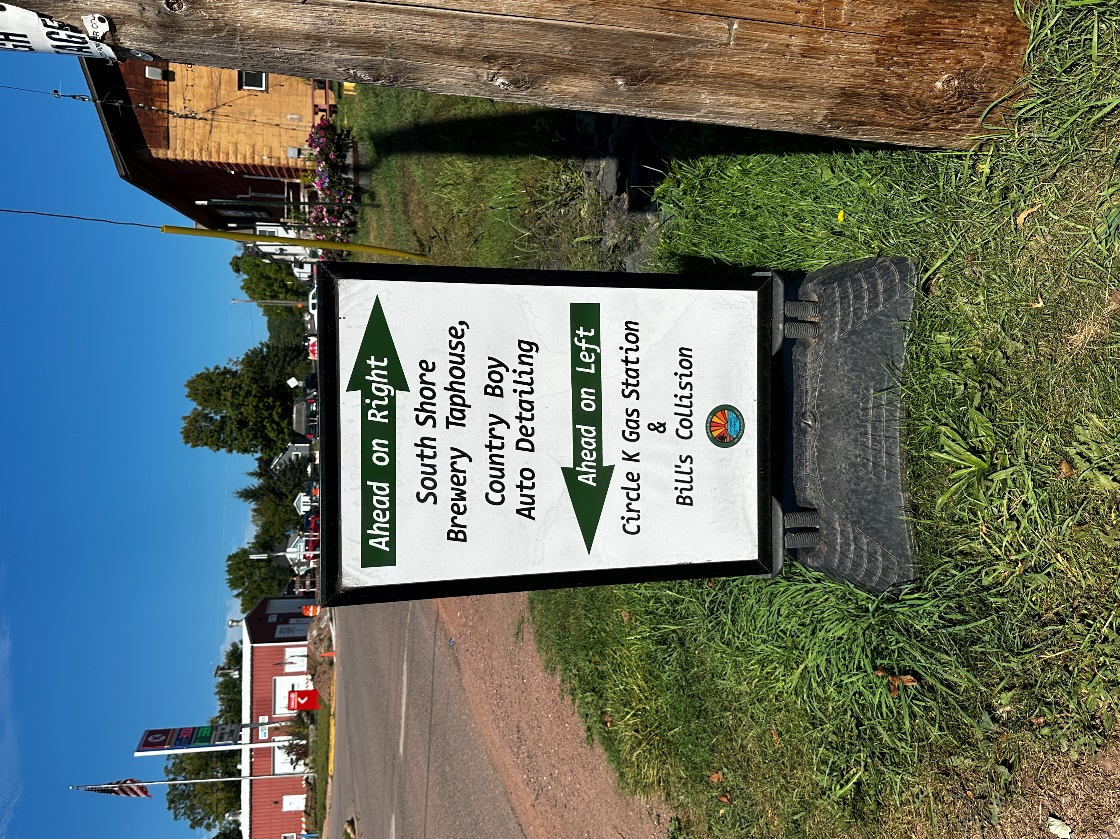 Ahead on Right
South Shore
Brewery Taphouse,
Country Boy
Auto Detailing
Ahead on Left
Circle K Gas Station
&
Bill's Collision